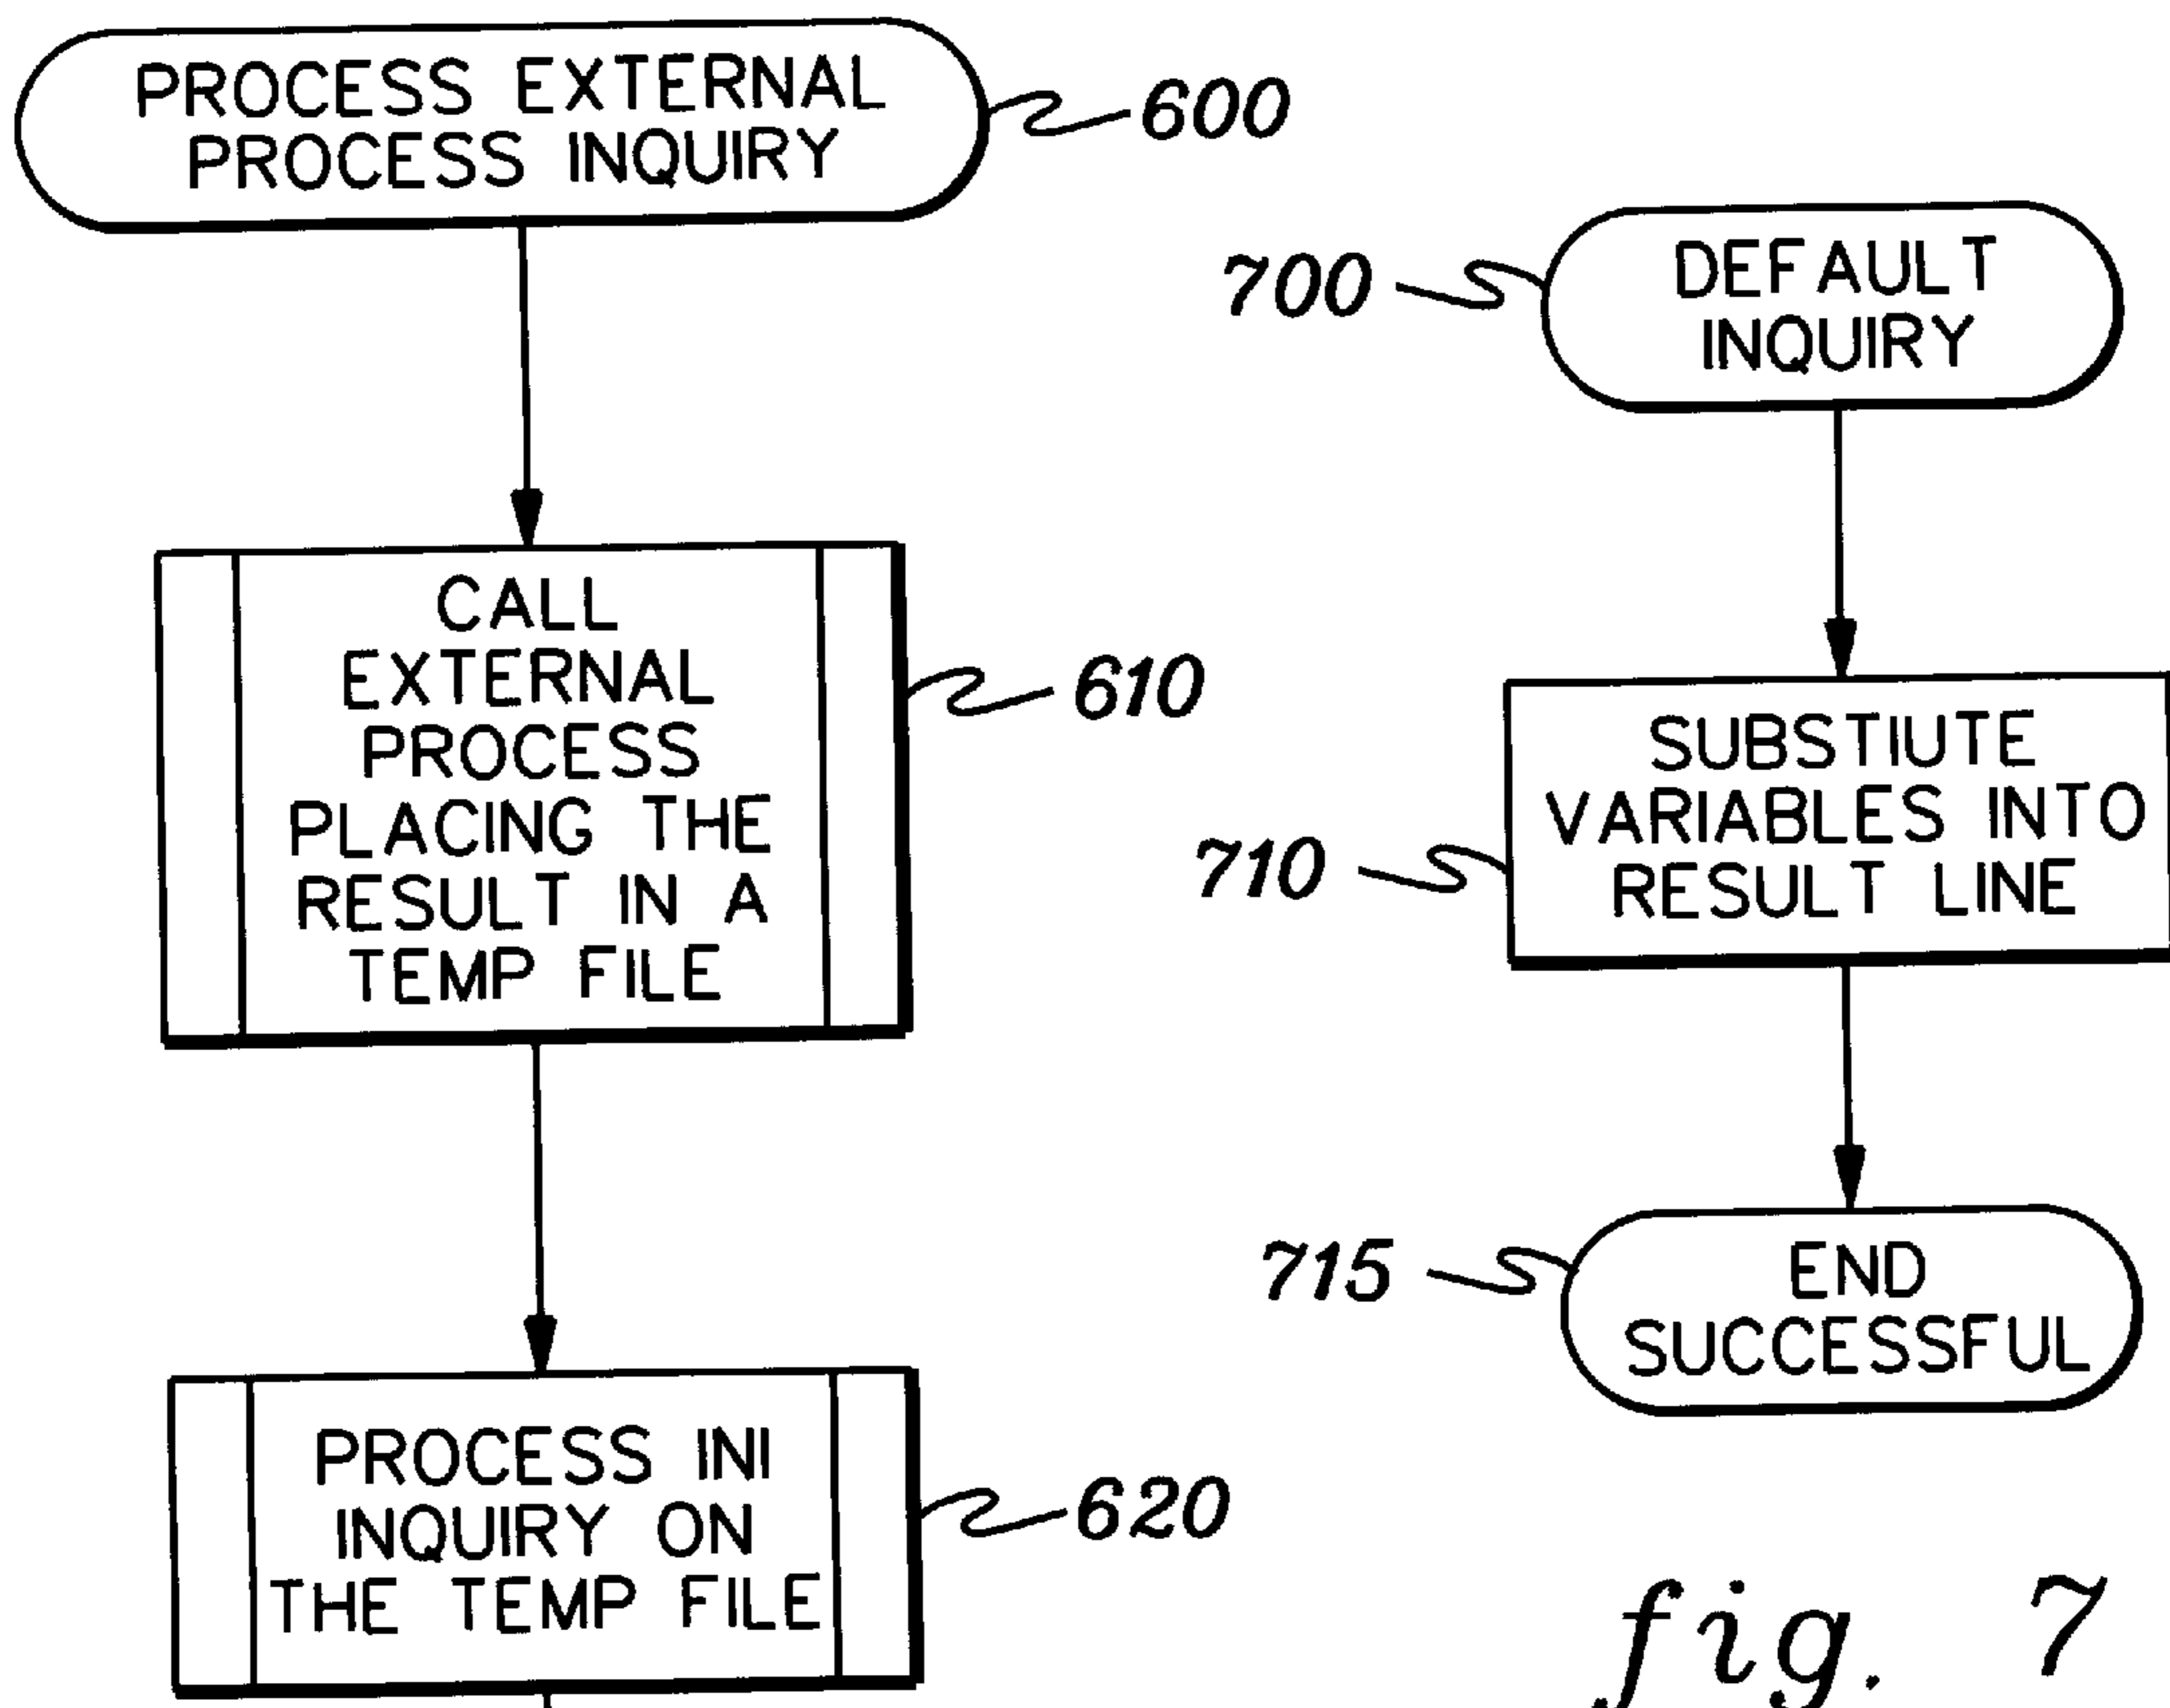 PROCESS EXTERNAL
PROCESS INQUIRY
600
CALL
EXTERNAL
PROCESS
PLACING THE
RESULT IN A
TEMP FILE
610
PROCESS INI
INQUIRY ON
THE TEMP FILE
620
700
DEFAULT
INQUIRY
710
SUBSTIUTE
VARIABLES INTO
RESULT LINE
715
END
SUCCESSFUL
fig. 7